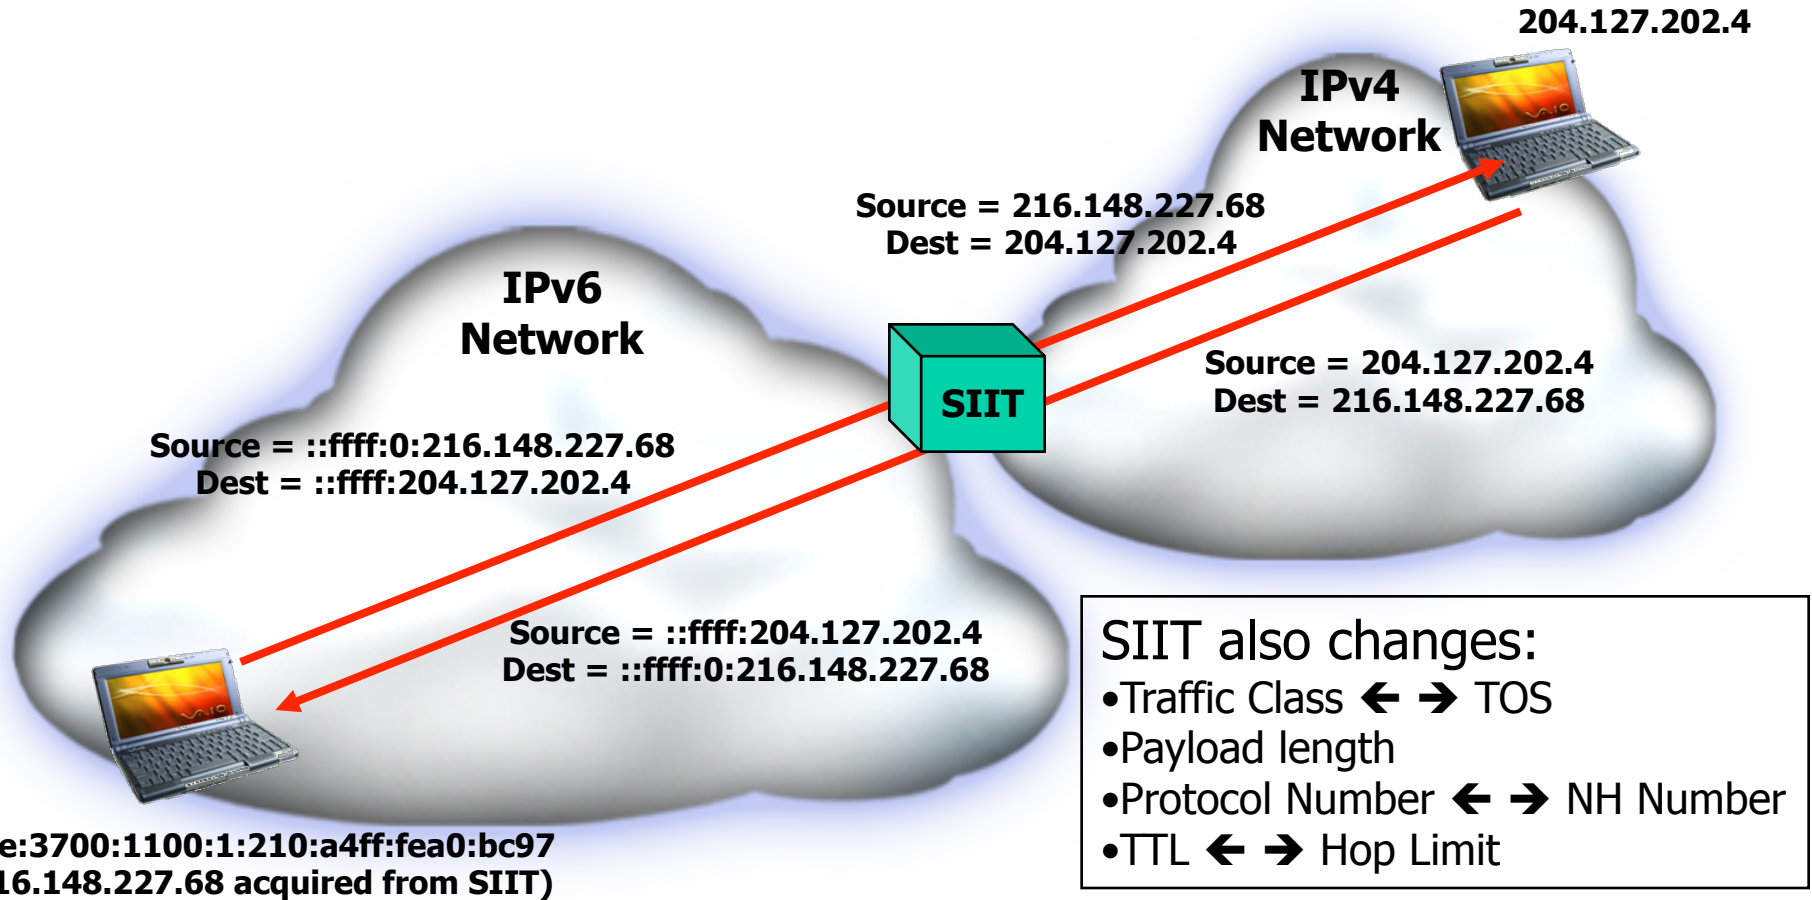 204.127.202.4
IPv4
Network
Source = 216.148.227.68
Dest = 204.127.202.4
IPv6
Network
SIIT
Source = 204.127.202.4
Dest = 216.148.227.68
Source = ::ffff:0:216.148.227.68
Dest = ::ffff:204.127.202.4
Source = ::ffff:204.127.202.4
Dest = ::ffff:0:216.148.227.68
SIIT also changes:
•Traffic Class 🡸 🡺 TOS
•Payload length
•Protocol Number 🡸 🡺 NH Number
•TTL 🡸 🡺 Hop Limit
e:3700:1100:1:210:a4ff:fea0:bc97
16.148.227.68 acquired from SIIT)